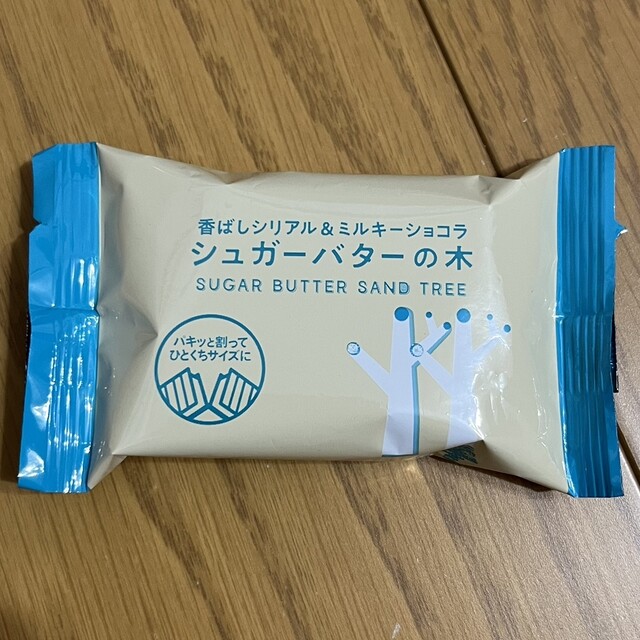 香ばしシリアル&ミルキーショコラ
シュガーバターの木
SUGAR BUTTER SAND TREE
パキッと割って
ひとくちサイズに